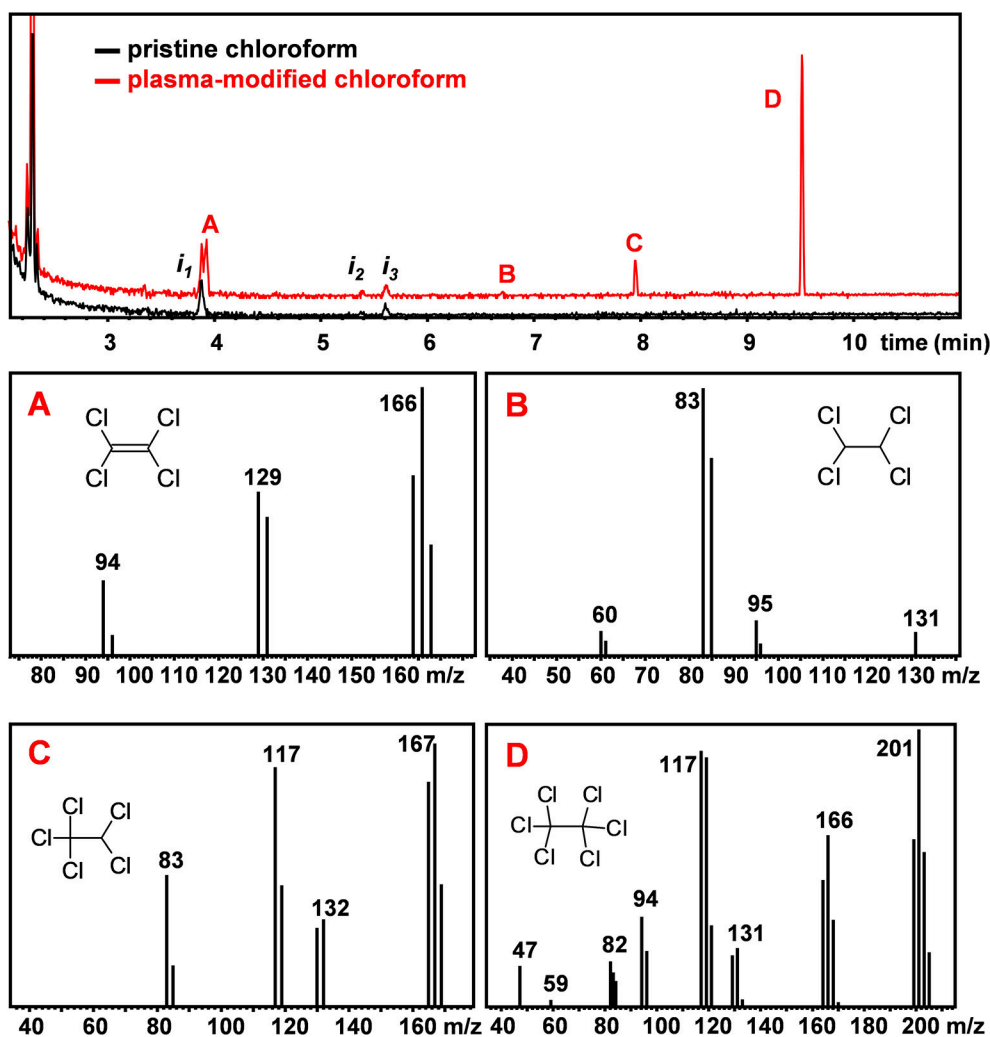 pristine chloroform
plasma-modified chloroform
D
A
i1 i2 i3 B C
3 4 5 6 7 8 9 10 time (min)
A
Cl Cl
Cl Cl
166
129
94
80 90 100 110 120 130 140 150 160 m/z
B
83
Cl Cl
Cl Cl
60 95 131
40 50 60 70 80 90 100 110 120 130 m/z
C
117 167
Cl Cl
Cl
Cl Cl
83
132
40 60 80 100 120 140 160 m/z
D
117 201
Cl Cl
Cl Cl
Cl Cl
166
94
131
82
47
59
40 60 80 100 120 140 160 180 200 m/z